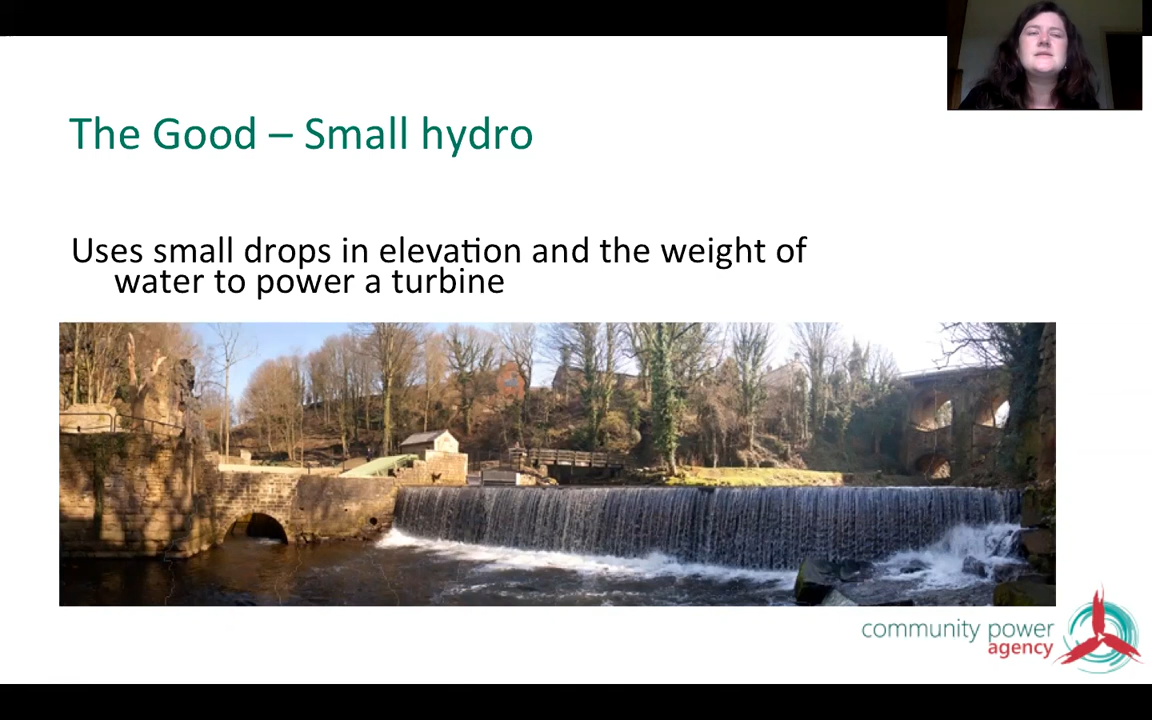 The Good – Small hydro
Uses small drops in elevation and the weight of
water to power a turbine
community power
agency